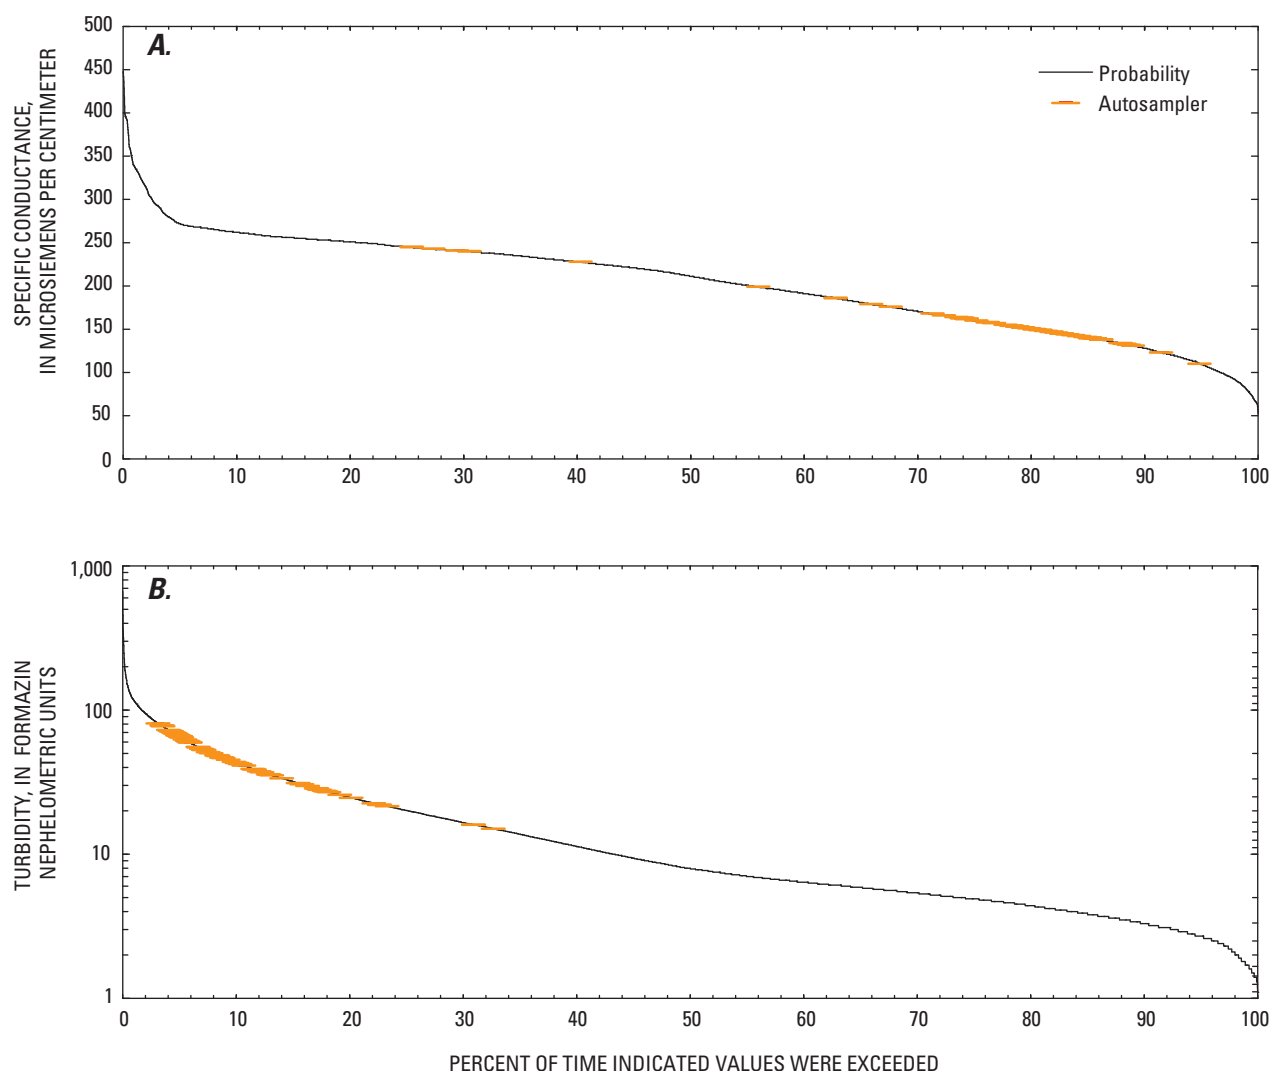 A.
SPECIFIC CONDUCTANCE,
IN MICROSIEMENS PER CENTIMETER
500
450
400
350
300
250
200
150
100
50
0
Probability
Autosampler
0 10 20 30 40 50 60 70 80 90 100
B.
TURBIDITY, IN FORMAZIN
NEPHELOMETRIC UNITS
1,000
100
10
1
0 10 20 30 40 50 60 70 80 90 100
PERCENT OF TIME INDICATED VALUES WERE EXCEEDED